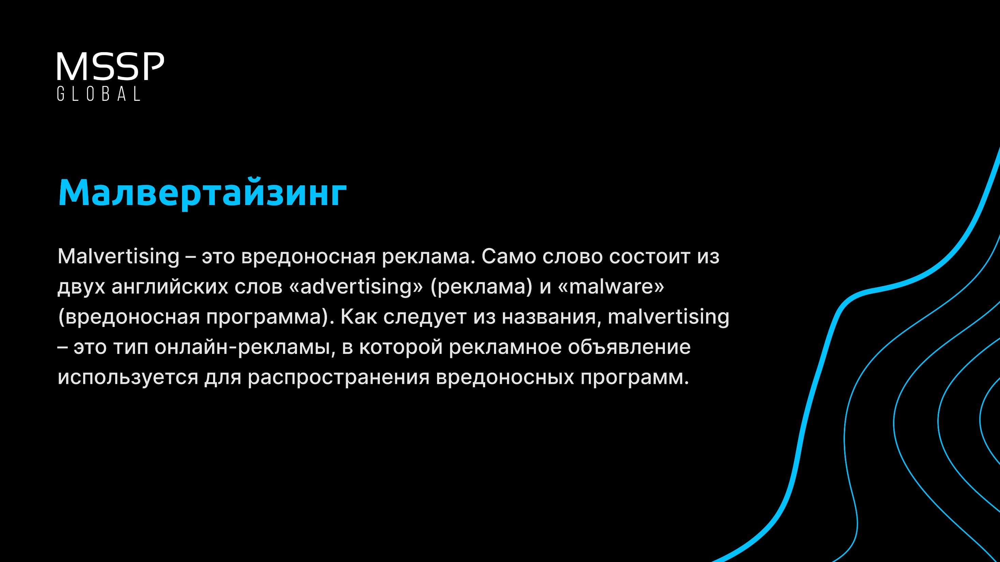 MSSP
GLOBAL
Малвертайзинг
Malvertising – это вредоносная реклама. Само слово состоит из
двух английских слов «advertising» (реклама) и «malware»
(вредоносная программа). Как следует из названия, malvertising
– это тип онлайн-рекламы, в которой рекламное объявление
используется для распространения вредоносных программ.